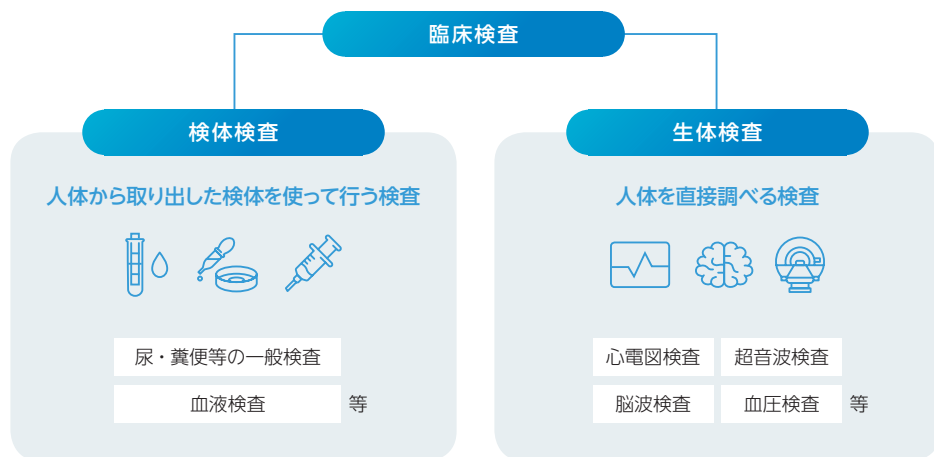 臨床検査
検体検査
人体から取り出した検体を使って行う検査
尿・糞便等の一般検査
血液検査 等
生体検査
人体を直接調べる検査
心電図検査 超音波検査
脳波検査 血圧検査 等